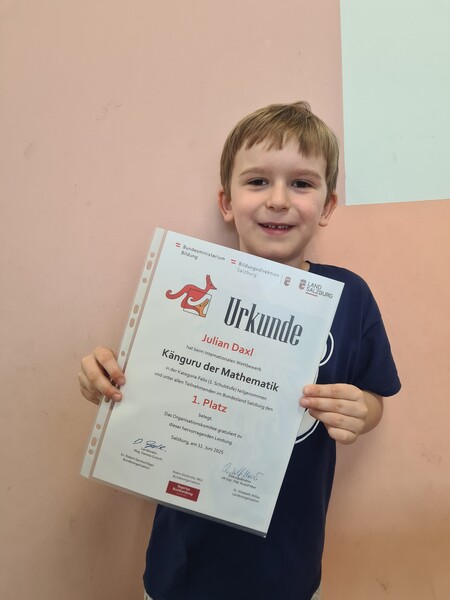 Bundesministerium
Bildung
Bildungsdirektion
Salzburg
LAND
SALZBURG
Urkunde
Julian Daxl
hat beim internationalen Wettbewerb
Känguru der Mathematik
in der Kategorie Felix (1. Schulstufe) teilgenommen
und unter allen Teilnehmenden im Bundesland Salzburg den
1. Platz
belegt.
Das Organisationskomitee gratuliert zu
dieser hervorragenden Leistung
Salzburg, am 11. Juni 2025